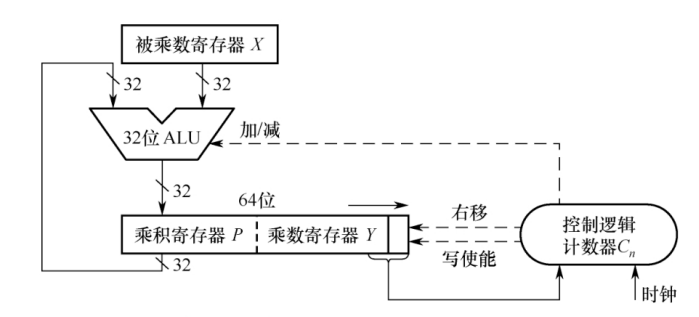 被乘数寄存器 X
32
32
32位 ALU
加/减
32
64位
乘积寄存器 P
乘数寄存器 Y
右移
写使能
控制逻辑
计数器Cn
32
时钟